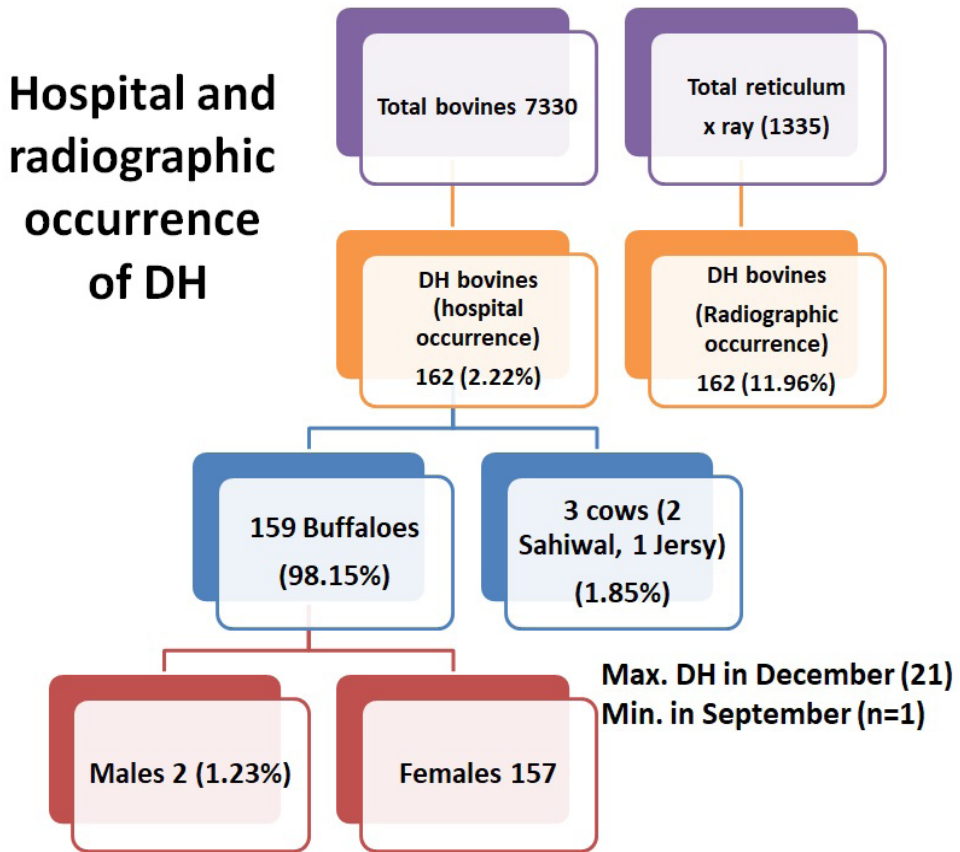 Hospital and
radiographic
occurrence
of DH
Total bovines 7330
Total reticulum
x ray (1335)
DH bovines
(hospital
occurrence)
162 (2.22%)
DH bovines
(Radiographic
occurrence)
162 (11.96%)
159 Buffaloes
(98.15%)
3 cows (2
Sahiwal, 1 Jersy)
(1.85%)
Males 2 (1.23%)
Females 157
Max. DH in December (21)
Min. in September (n=1)